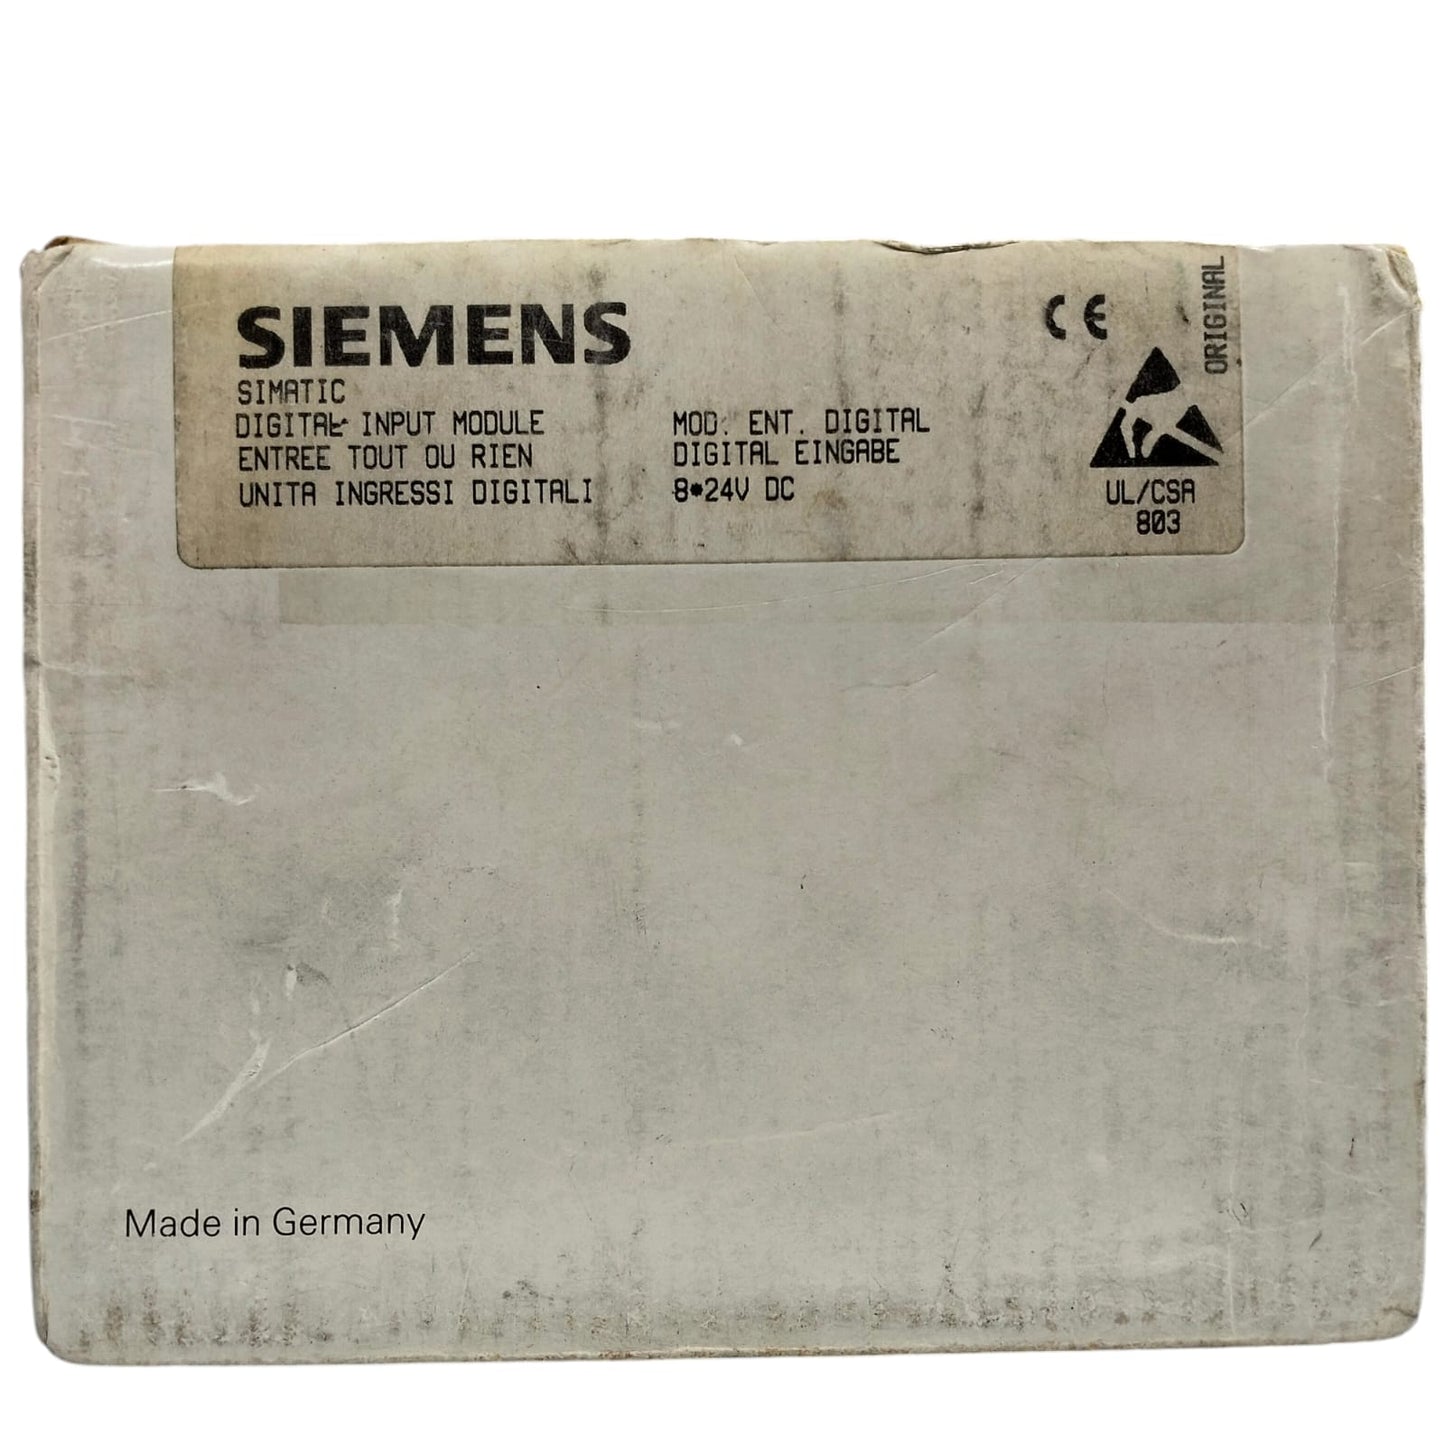 SIEMENS
CE
ORIGINAL
SIMATIC
DIGITAL INPUT MODULE
MOD. ENT. DIGITAL
ENTREE TOUT OU RIEN
DIGITAL EINGABE
UNITA INGRESSI DIGITALI
8*24V DC
UL/CSA
803
Made in Germany